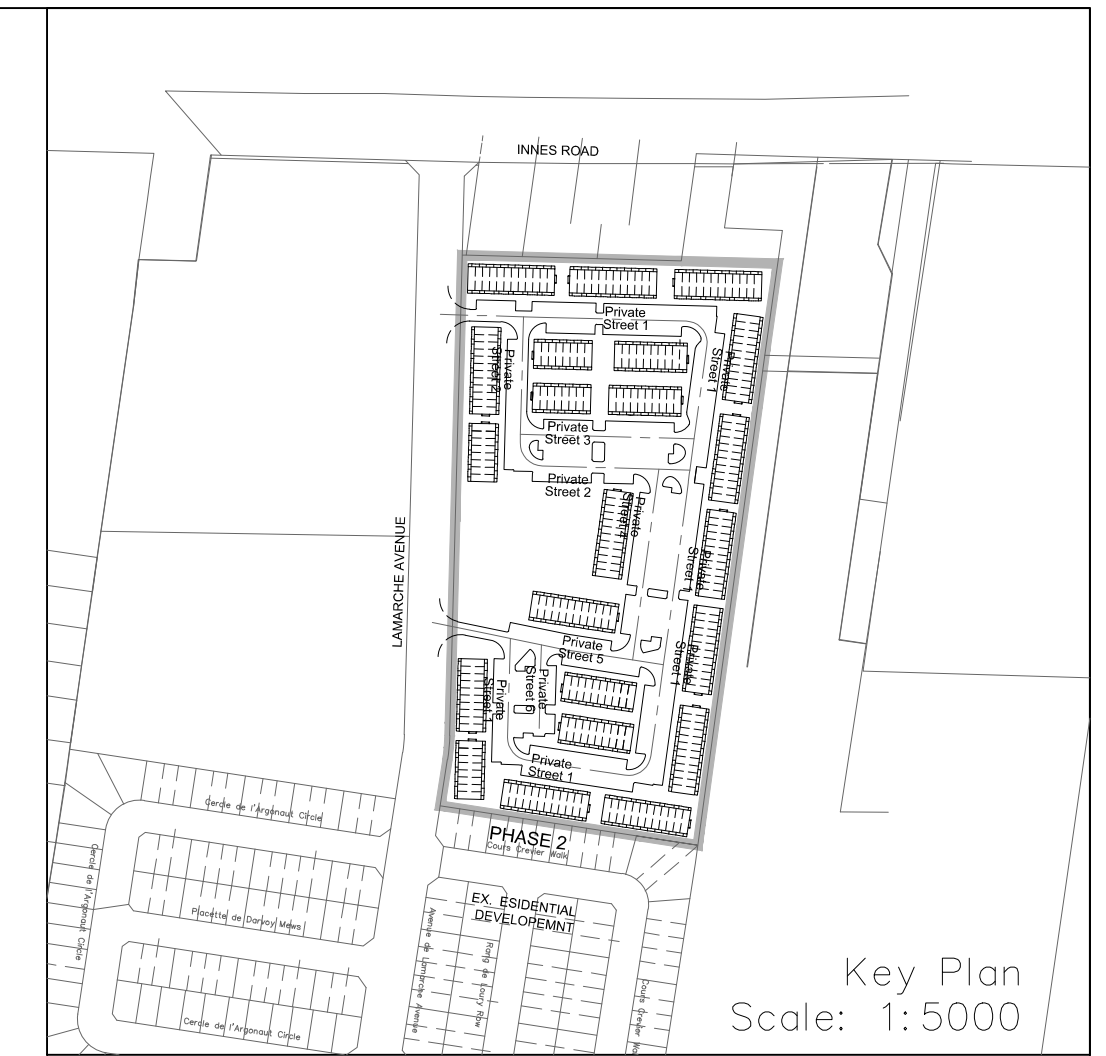 INNES ROAD
Private
Street 1
Private
Street 2
Private
Street 1
Private
Street 3
Private
Street 2
Private
Street 4
LAMARCHE AVENUE
Private
Street 1
Private
Street 5
Private
Street 1
Private
Street 6
Private
Street 1
Private
Street 1
Cercle de l'Argonaut Circle
PHASE 2
Cours Crevier Walk
Cercle de l'Argonaut Circle
EX. ESIDENTIAL
DEVELOPEMNT
Placette de Darvoy Mews
Avenue de Lamarche Avenue
Rang de Loury Row
Cours Crevier Wa
Cercle de l'Argonaut Circle
Key Plan
Scale: 1:5000